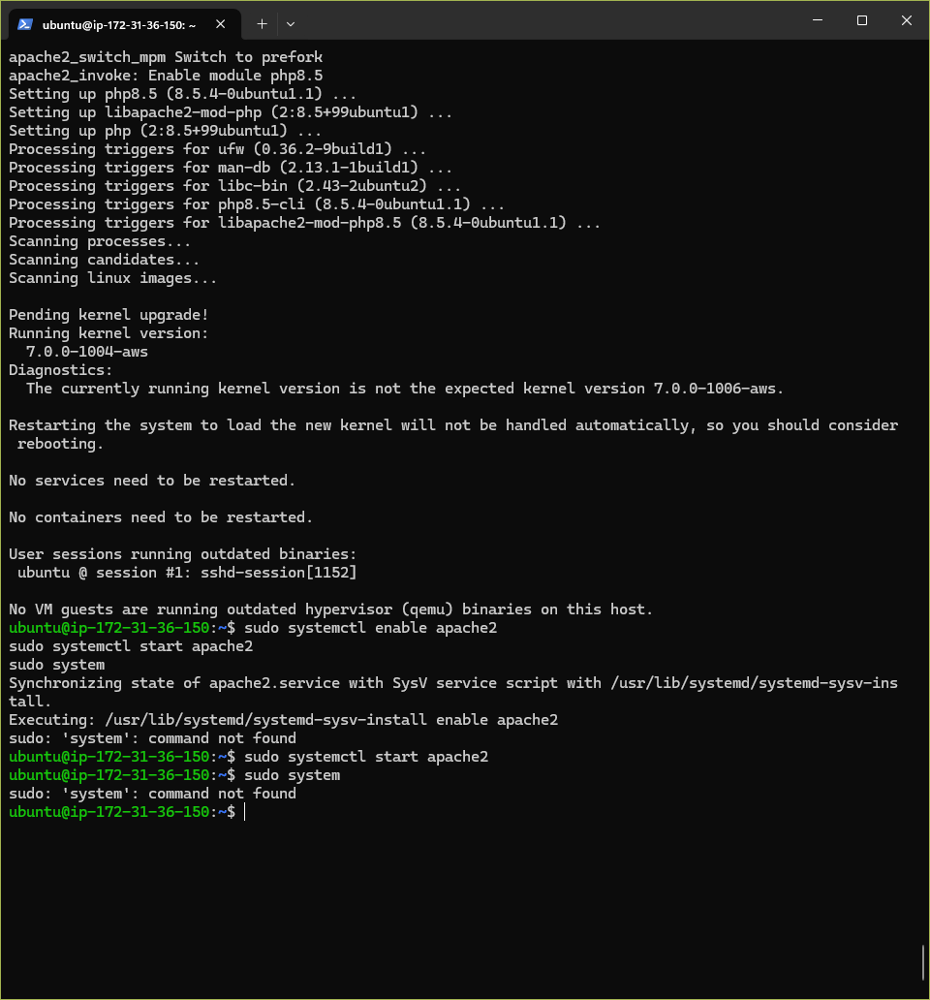 ubuntu@ip-172-31-36-150: ~
apache2_switch_mpm Switch to prefork
apache2_invoke: Enable module php8.5
Setting up php8.5 (8.5.4-0ubuntu1.1) ...
Setting up libapache2-mod-php (2:8.5+99ubuntu1) ...
Setting up php (2:8.5+99ubuntu1) ...
Processing triggers for ufw (0.36.2-9build1) ...
Processing triggers for man-db (2.13.1-1build1) ...
Processing triggers for libc-bin (2.43-2ubuntu2) ...
Processing triggers for php8.5-cli (8.5.4-0ubuntu1.1) ...
Processing triggers for libapache2-mod-php8.5 (8.5.4-0ubuntu1.1) ...
Scanning processes...
Scanning candidates...
Scanning linux images...

Pending kernel upgrade!
Running kernel version:
  7.0.0-1004-aws
Diagnostics:
  The currently running kernel version is not the expected kernel version 7.0.0-1006-aws.

Restarting the system to load the new kernel will not be handled automatically, so you should consider
 rebooting.

No services need to be restarted.

No containers need to be restarted.

User sessions running outdated binaries:
 ubuntu @ session #1: sshd-session[1152]

No VM guests are running outdated hypervisor (qemu) binaries on this host.
ubuntu@ip-172-31-36-150:~$ sudo systemctl enable apache2
sudo systemctl start apache2
sudo system
Synchronizing state of apache2.service with SysV service script with /usr/lib/systemd/systemd-sysv-ins
tall.
Executing: /usr/lib/systemd/systemd-sysv-install enable apache2
sudo: 'system': command not found
ubuntu@ip-172-31-36-150:~$ sudo systemctl start apache2
ubuntu@ip-172-31-36-150:~$ sudo system
sudo: 'system': command not found
ubuntu@ip-172-31-36-150:~$